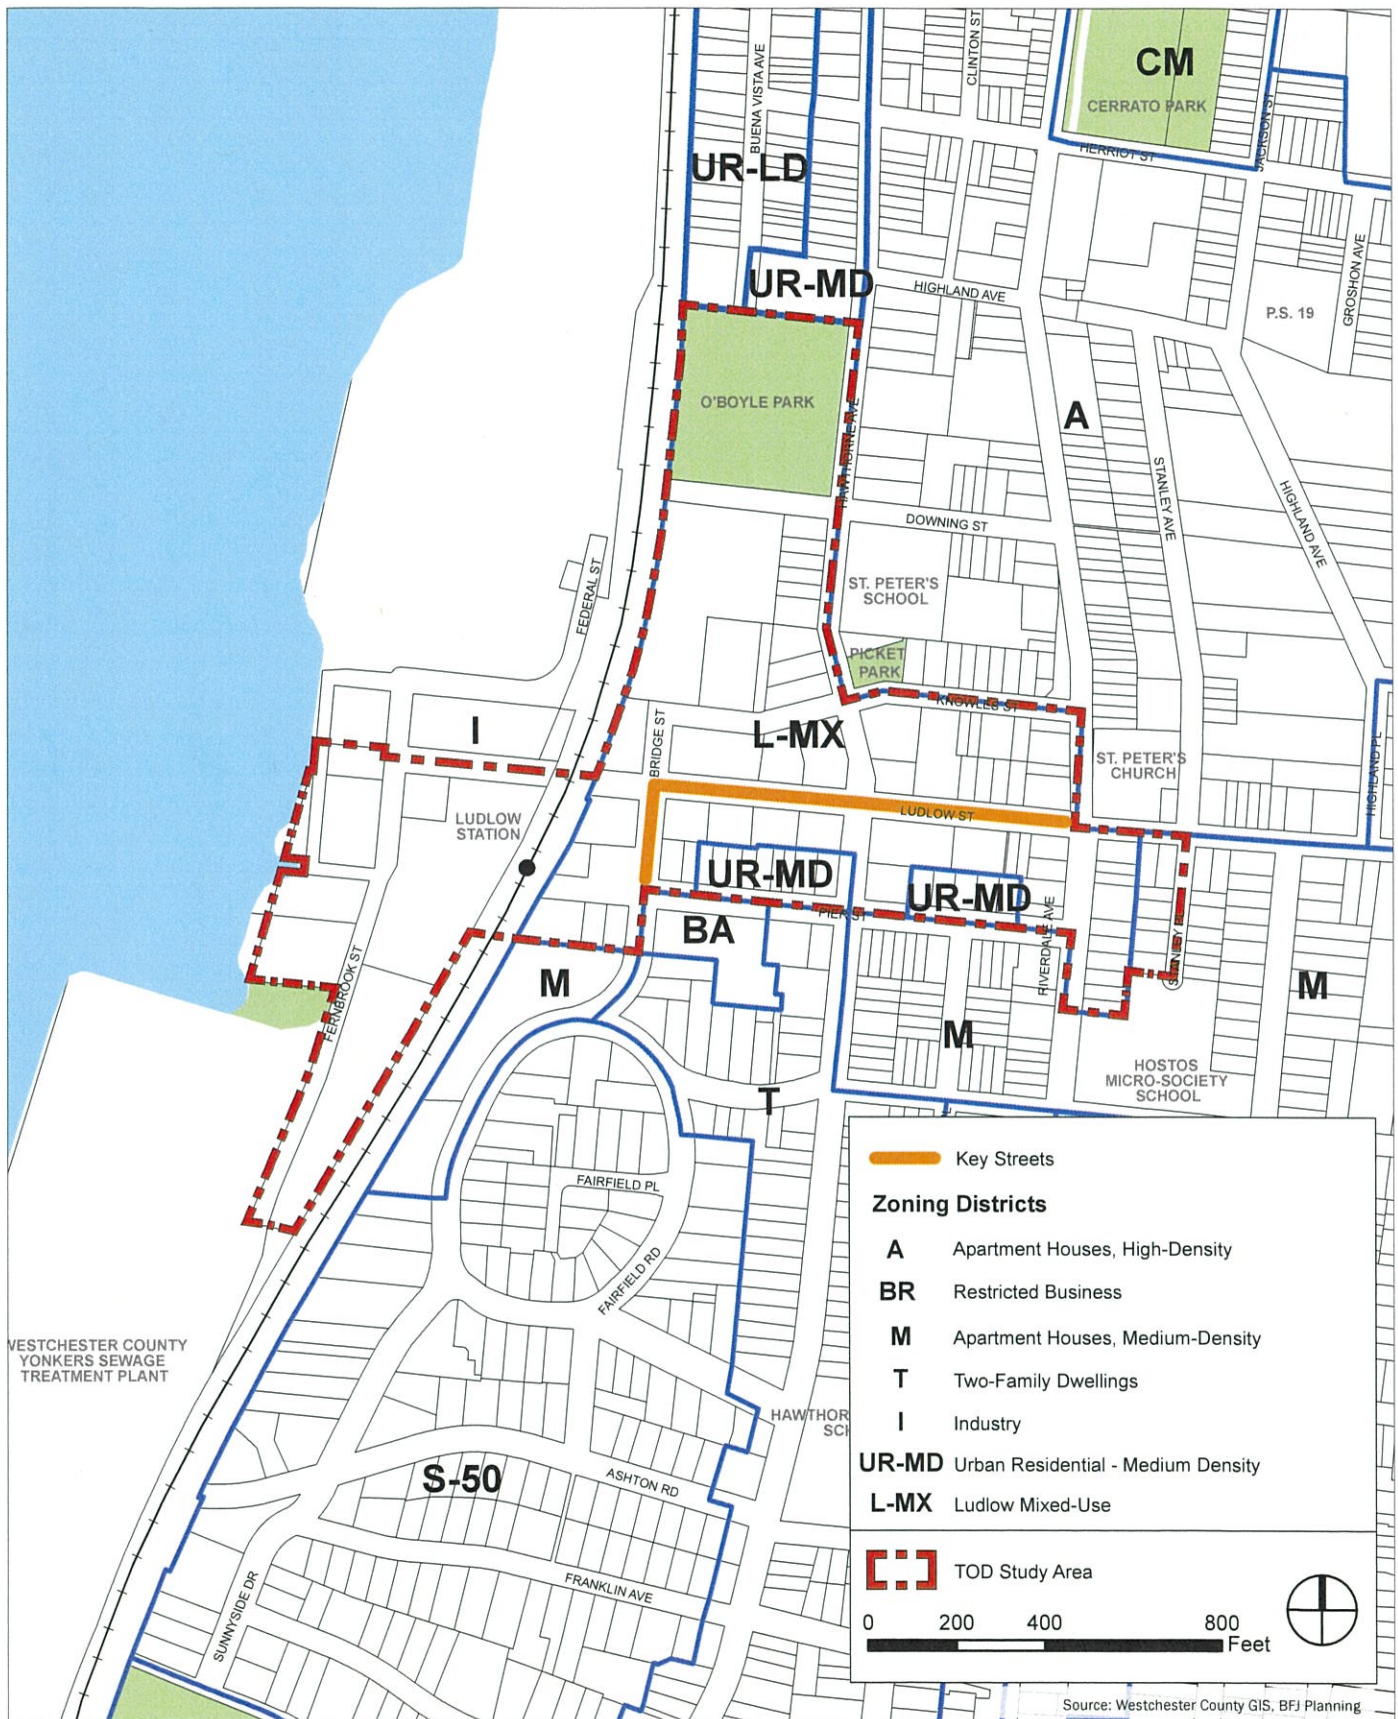 CLINTON ST
CM
CERRATO PARK
BUENA VISTA AVE
JACKSON ST
HERRIOT ST
UR-LD
GROSHON AVE
UR-MD
HIGHLAND AVE
P.S. 19
O'BOYLE PARK
A
HAWTHORNE AVE
STANLEY AVE
HIGHLAND AVE
DOWNING ST
FEDERAL ST
ST. PETER'S
SCHOOL
PICKET
PARK
KNOWLES ST
I
BRIDGE ST
L-MX
ST. PETER'S
CHURCH
HIGHLAND PL
LUDLOW
STATION
LUDLOW ST
UR-MD
UR-MD
BA
PIER ST
RIVERDALE AVE
STANLEY PL
FERNBROOK ST
M
M
M
HOSTOS
MICRO-SOCIETY
SCHOOL
T
FAIRFIELD PL
FAIRFIELD RD
WESTCHESTER COUNTY
YONKERS SEWAGE
TREATMENT PLANT
HAWTHOR
SCH
S-50
ASHTON RD
FRANKLIN AVE
SUNNYSIDE DR
Key Streets
Zoning Districts
A Apartment Houses, High-Density
BR Restricted Business
M Apartment Houses, Medium-Density
T Two-Family Dwellings
I Industry
UR-MD Urban Residential - Medium Density
L-MX Ludlow Mixed-Use
TOD Study Area
0 200 400 800
Feet
Source: Westchester County GIS, BFJ Planning